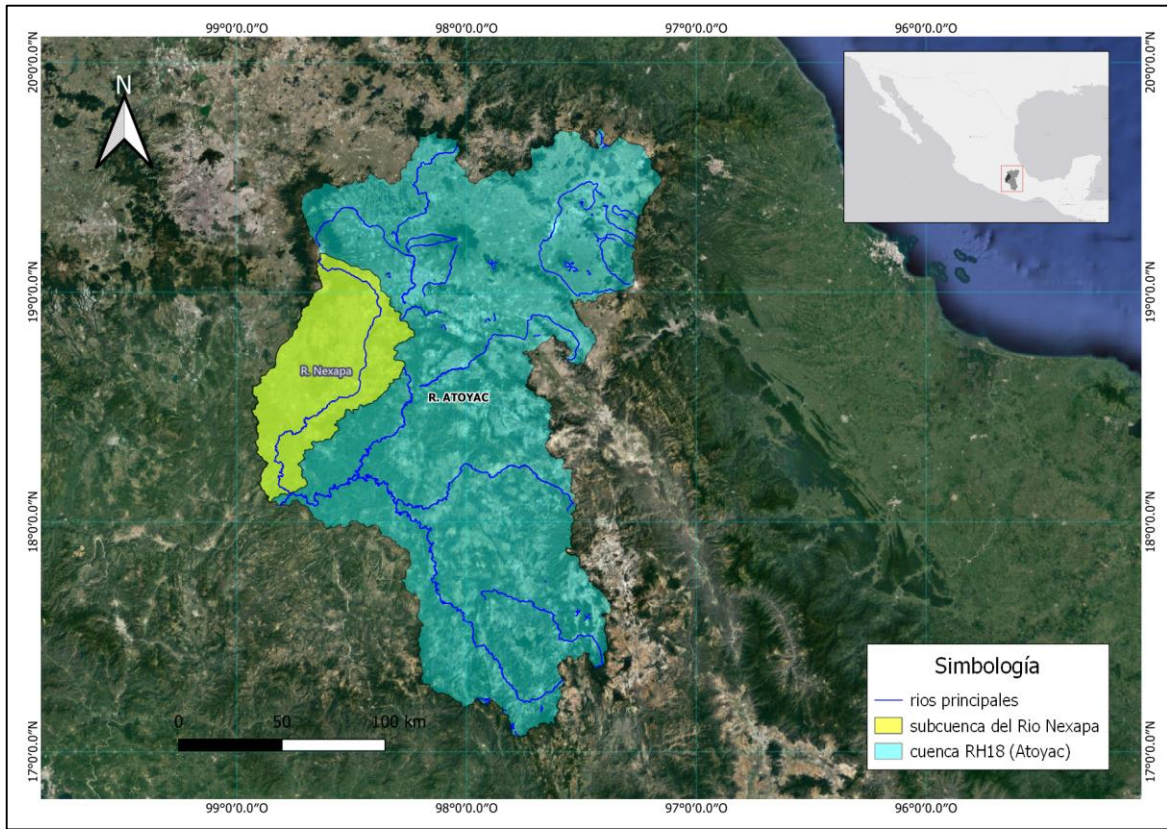 99°0'0.0"O
98°0'0.0"O
97°0'0.0"O
96°0'0.0"O
20°0'0.0"N
20°0'0.0"N
N
19°0'0.0"N
19°0'0.0"N
R. Nexapa
R. ATOYAC
18°0'0.0"N
18°0'0.0"N
Simbología
rios principales
subcuenca del Rio Nexapa
cuenca RH18 (Atoyac)
0 50 100 km
17°0'0.0"N
17°0'0.0"N
99°0'0.0"O
98°0'0.0"O
97°0'0.0"O
96°0'0.0"O